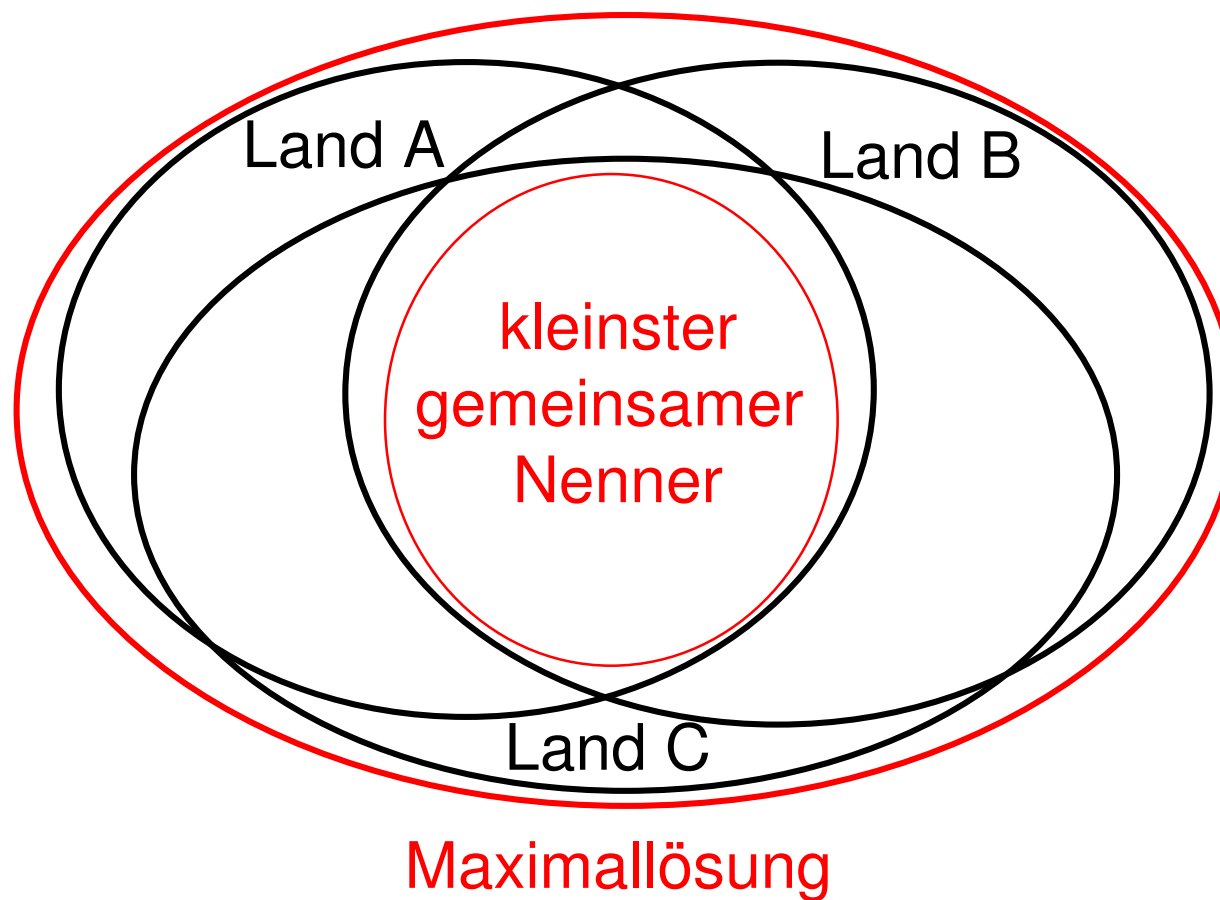 Land A
Land B
kleinster
gemeinsamer
Nenner
Land C
Maximallösung